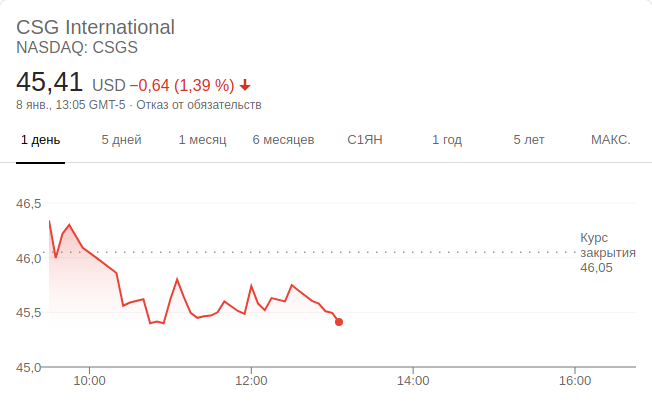 CSG International
NASDAQ: CSGS
45,41 USD −0,64 (1,39 %)
8 янв., 13:05 GMT-5 · Отказ от обязательств
1 день 5 дней 1 месяц 6 месяцев С1ЯН 1 год 5 лет МАКС.
46,5
Курс
закрытия
46,05
46,0
45,5
45,0
10:00 12:00 14:00 16:00